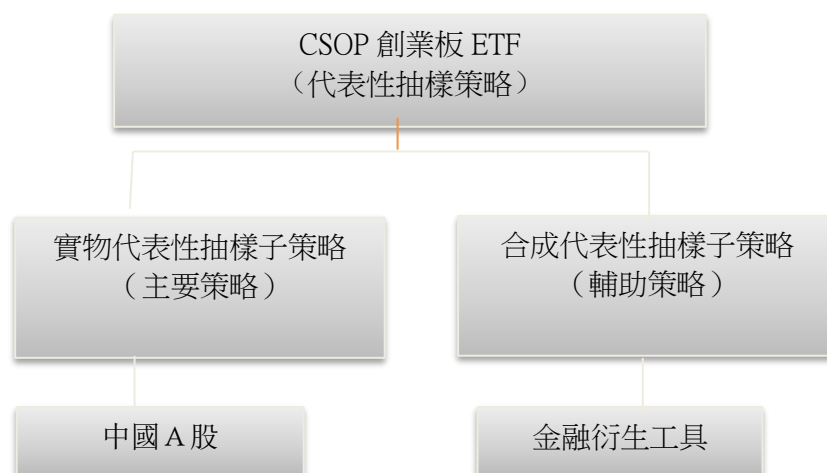 CSOP 創業板 ETF
（代表性抽樣策略）
實物代表性抽樣子策略
（主要策略）
合成代表性抽樣子策略
（輔助策略）
中國 A 股
金融衍生工具